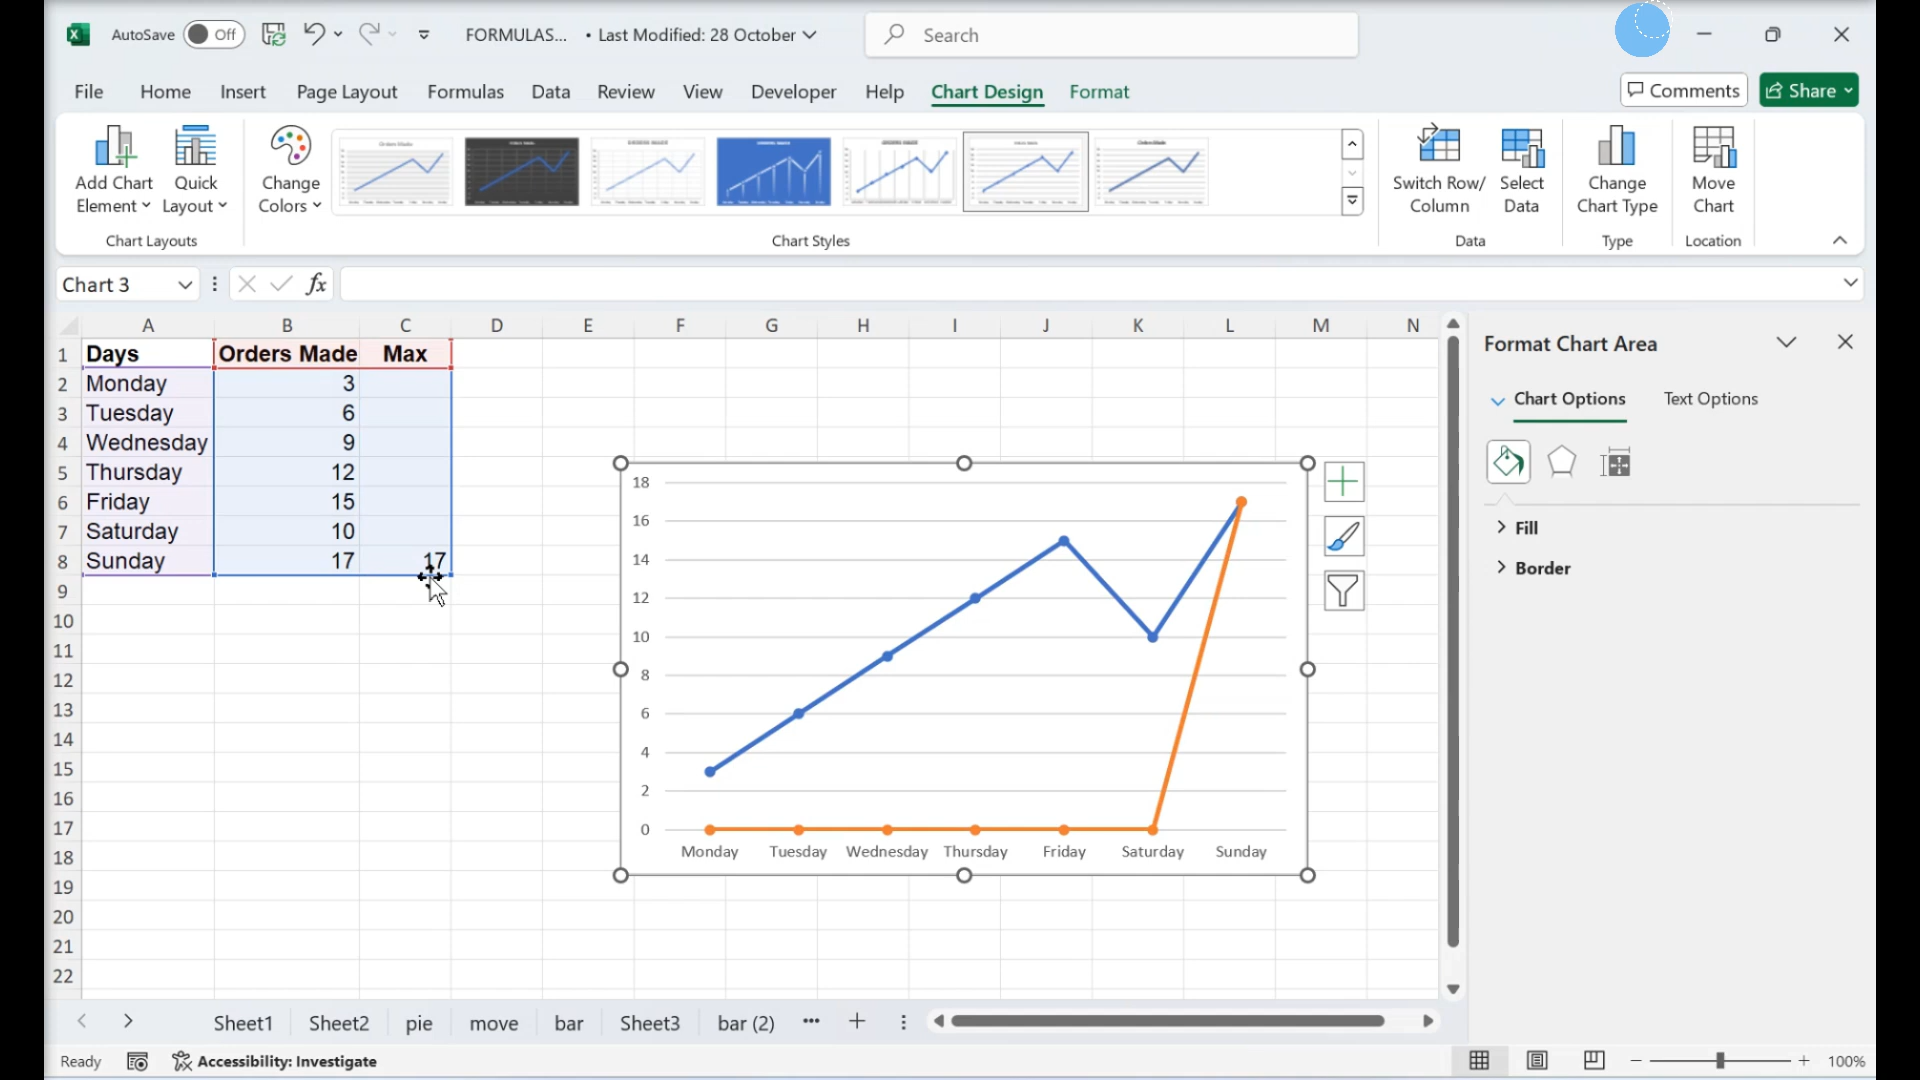 AutoSave Off FORMULAS... • Last Modified: 28 October Search
File Home Insert Page Layout Formulas Data Review View Developer Help Chart Design Format Comments Share
Add Chart Element
Quick Layout
Change Colors
Switch Row/ Column
Select Data
Change Chart Type
Move Chart
Chart Layouts Chart Styles Data Type Location
Chart 3 fx
A B C D E F G H I J K L M N
1 Days Orders Made Max
2 Monday 3
3 Tuesday 6
4 Wednesday 9
5 Thursday 12
6 Friday 15
7 Saturday 10
8 Sunday 17 17
9
10
11
12
13
14
15
16
17
18
19
20
21
22
18
16
14
12
10
8
6
4
2
0
Monday Tuesday Wednesday Thursday Friday Saturday Sunday
Format Chart Area
Chart Options Text Options
Fill
Border
Sheet1 Sheet2 pie move bar Sheet3 bar (2) ...
Ready Accessibility: Investigate 100%